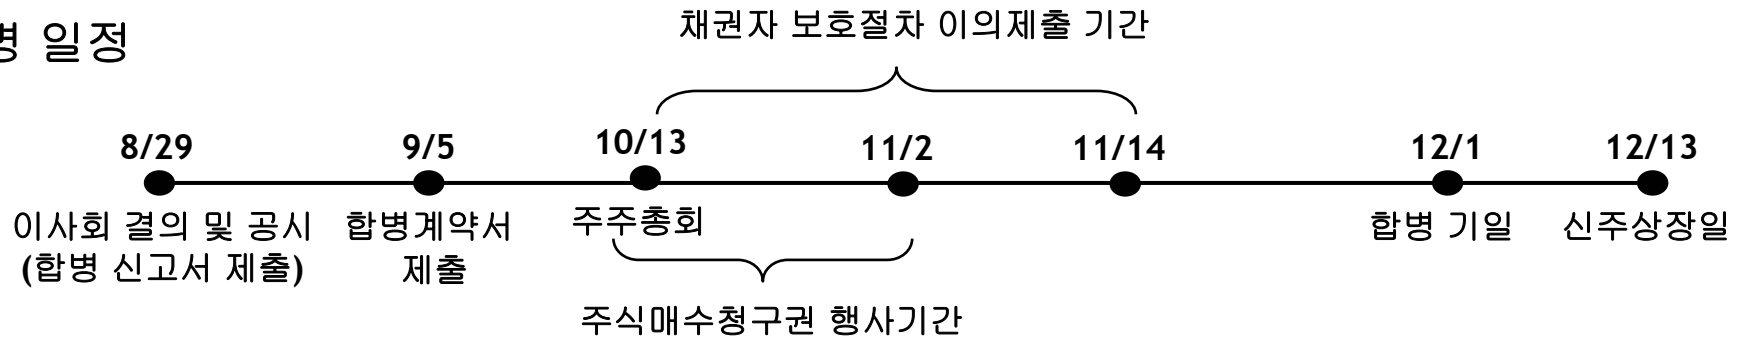 일정
채권자 보호절차 이의제출 기간
8/29
9/5
10/13
11/2
11/14
12/1
12/13
이사회 결의 및 공시
(합병 신고서 제출)
합병계약서
제출
주주총회
합병 기일
신주상장일
주식매수청구권 행사기간